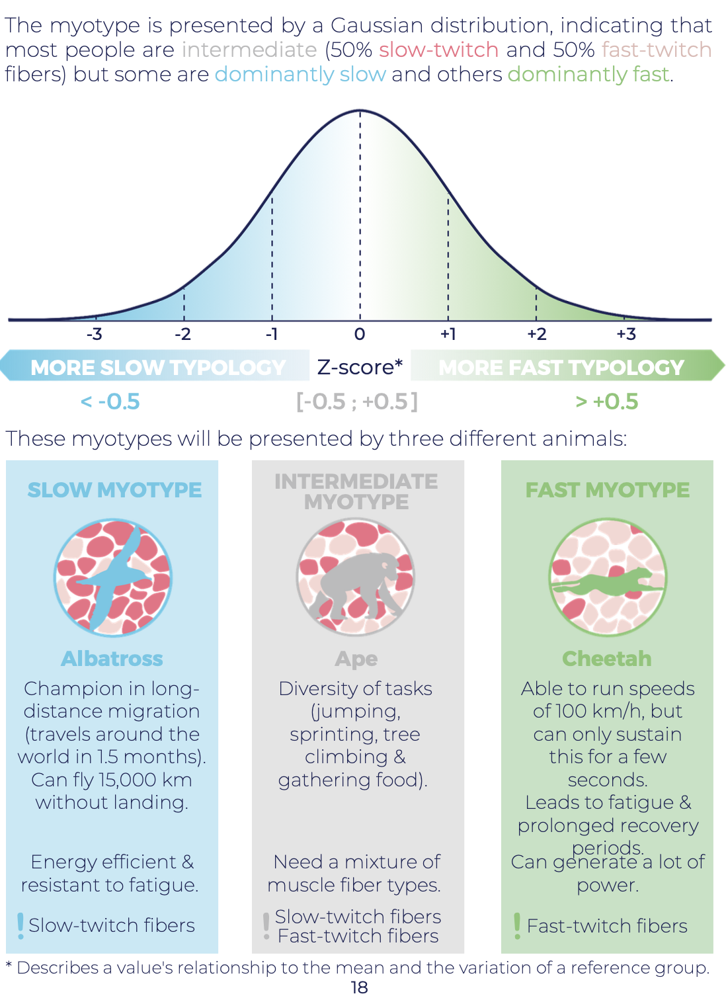 The myotype is presented by a Gaussian distribution, indicating that
most people are intermediate (50% slow-twitch and 50% fast-twitch
fibers) but some are dominantly slow and others dominantly fast.
-3 -2 -1 0 +1 +2 +3
MORE SLOW TYPOLOGY Z-score* MORE FAST TYPOLOGY
< -0.5 [-0.5 ; +0.5] > +0.5
These myotypes will be presented by three different animals:
SLOW MYOTYPE
Albatross
Champion in long-
distance migration
(travels around the
world in 1.5 months).
Can fly 15,000 km
without landing.
Energy efficient &
resistant to fatigue.
! Slow-twitch fibers
INTERMEDIATE
MYOTYPE
Ape
Diversity of tasks
(jumping,
sprinting, tree
climbing &
gathering food).
Need a mixture of
muscle fiber types.
! Slow-twitch fibers
Fast-twitch fibers
FAST MYOTYPE
Cheetah
Able to run speeds
of 100 km/h, but
can only sustain
this for a few
seconds.
Leads to fatigue &
prolonged recovery
periods.
Can generate a lot of
power.
! Fast-twitch fibers
* Describes a value's relationship to the mean and the variation of a reference group.
18